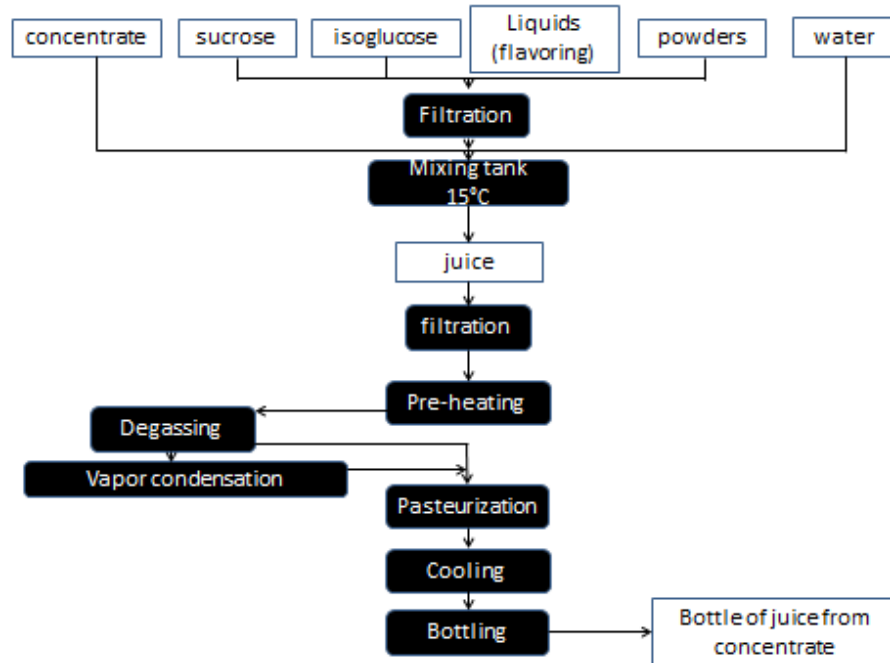 concentrate
sucrose
isoglucose
Liquids
(flavoring)
powders
water
Filtration
Mixing tank
15°C
juice
filtration
Pre-heating
Degassing
Vapor condensation
Pasteurization
Cooling
Bottling
Bottle of juice from
concentrate